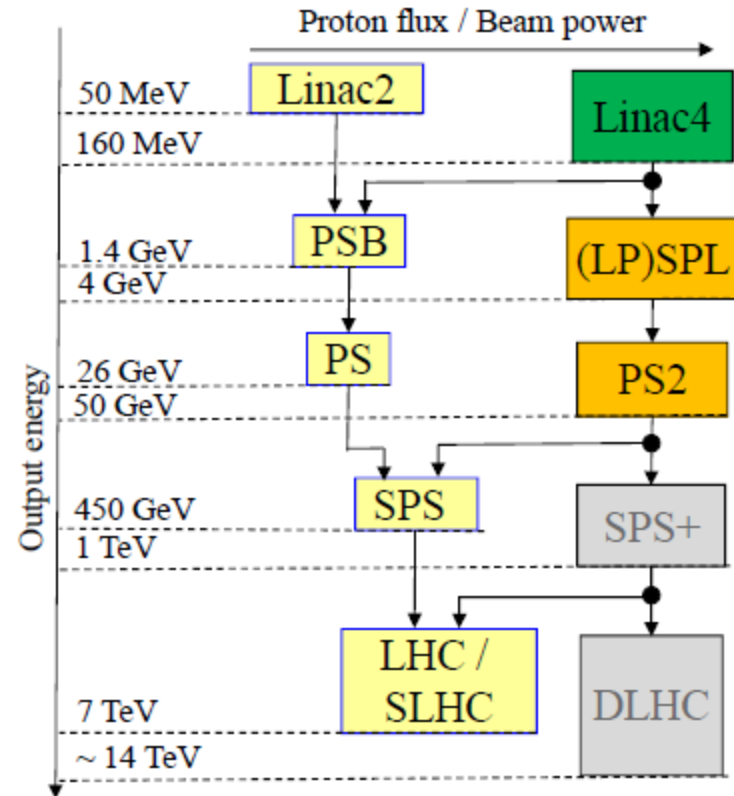 Proton flux / Beam power
Linac2
50 MeV
Linac4
160 MeV
PSB
1.4 GeV
(LP)SPL
4 GeV
PS
26 GeV
PS2
50 GeV
Output energy
SPS
450 GeV
SPS+
1 TeV
LHC /
SLHC
DLHC
7 TeV
~ 14 TeV